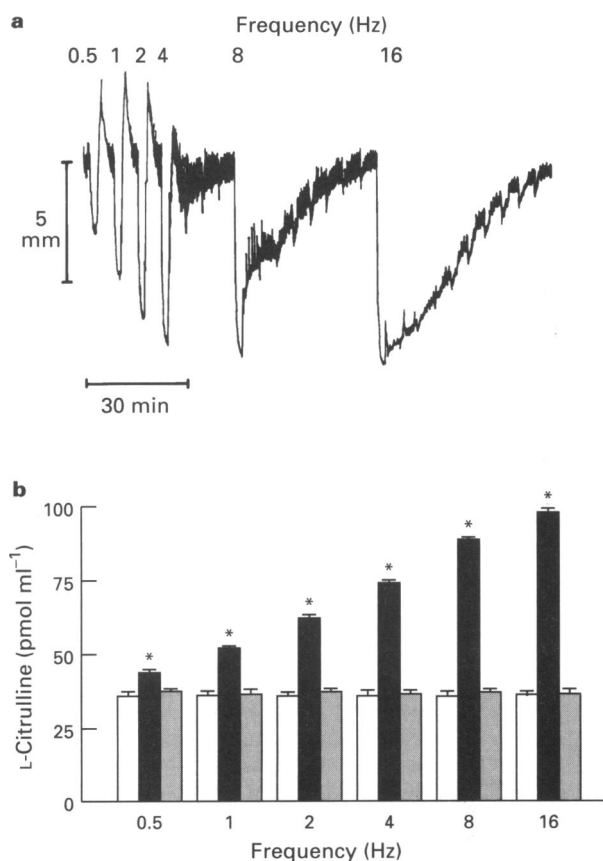 a
Frequency (Hz)
0.5 1 2 4 8 16
5
mm
30 min
b
L-Citrulline (pmol ml⁻¹)
100
75
50
25
0
* * * * * *
0.5 1 2 4 8 16
Frequency (Hz)